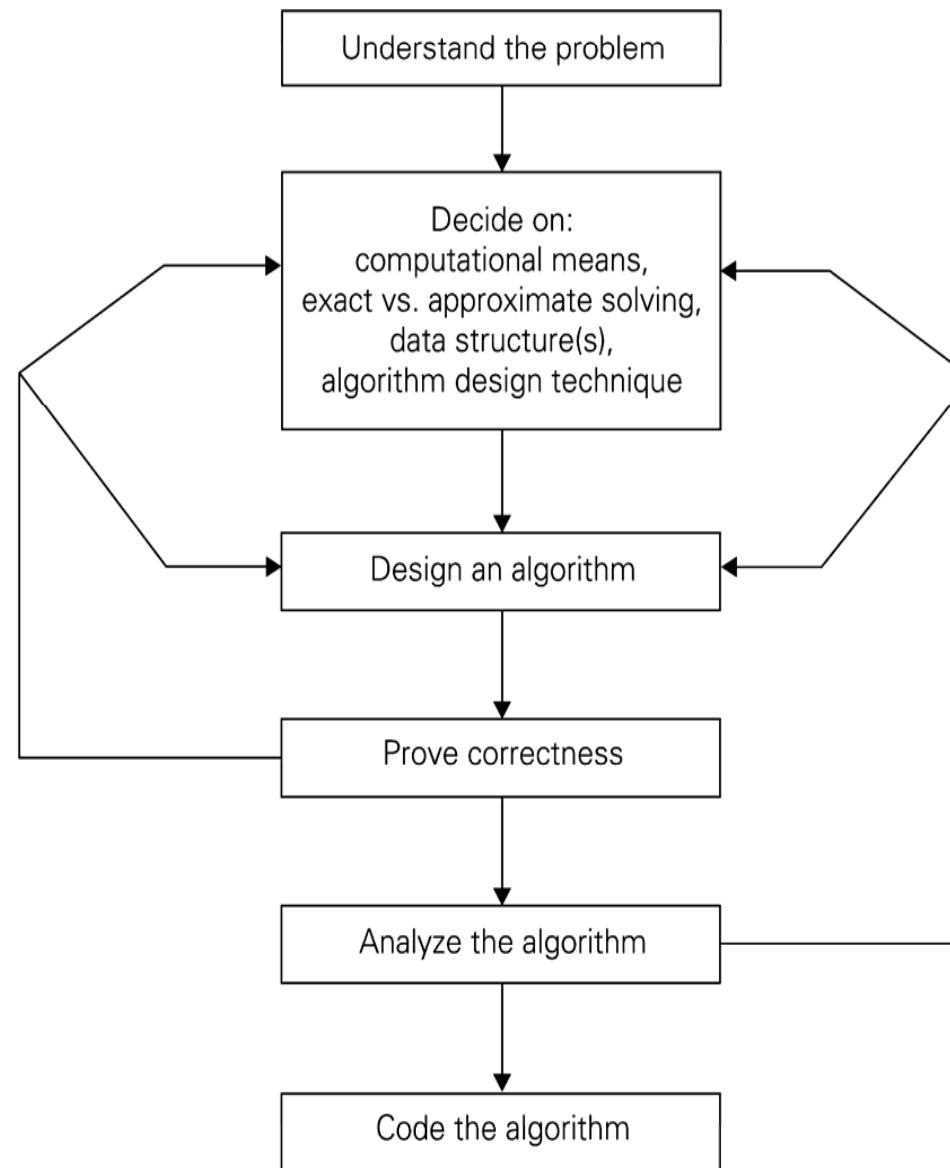 Understand the problem
Decide on:
computational means,
exact vs. approximate solving,
data structure(s),
algorithm design technique
Design an algorithm
Prove correctness
Analyze the algorithm
Code the algorithm